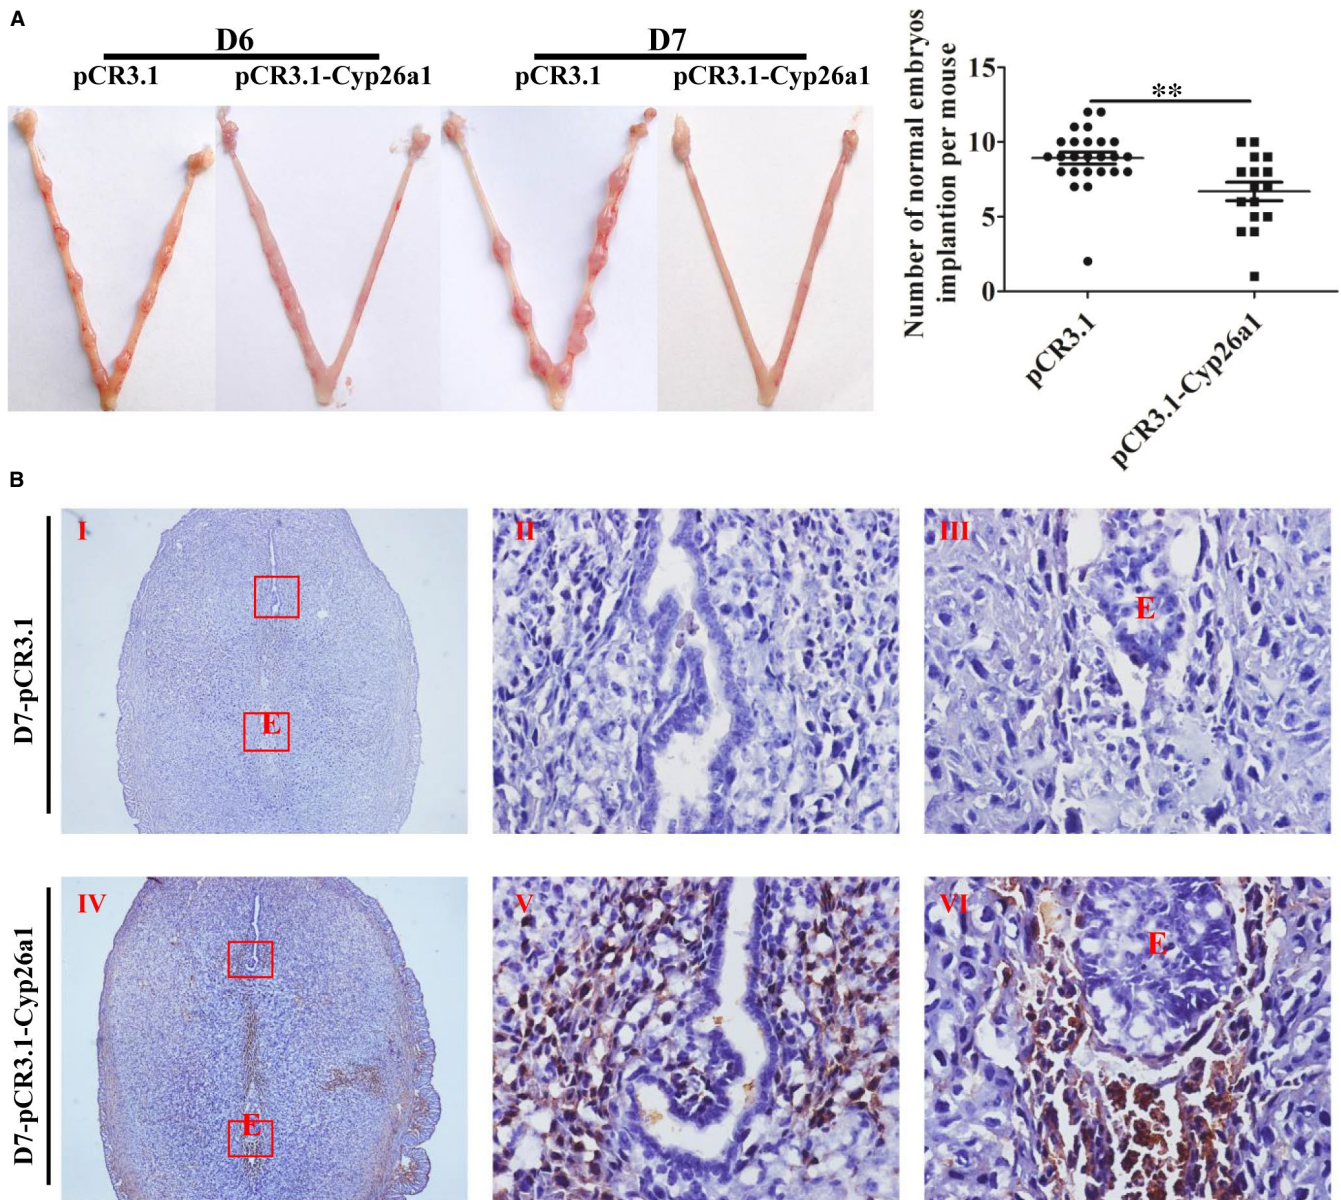 A
D6
D7
pCR3.1
pCR3.1-Cyp26a1
pCR3.1
pCR3.1-Cyp26a1
Number of normal embryos
implantion per mouse
15
10
5
0
**
pCR3.1
pCR3.1-Cyp26a1
B
D7-pCR3.1
I
E
II
III
E
D7-pCR3.1-Cyp26a1
IV
E
V
VI
E